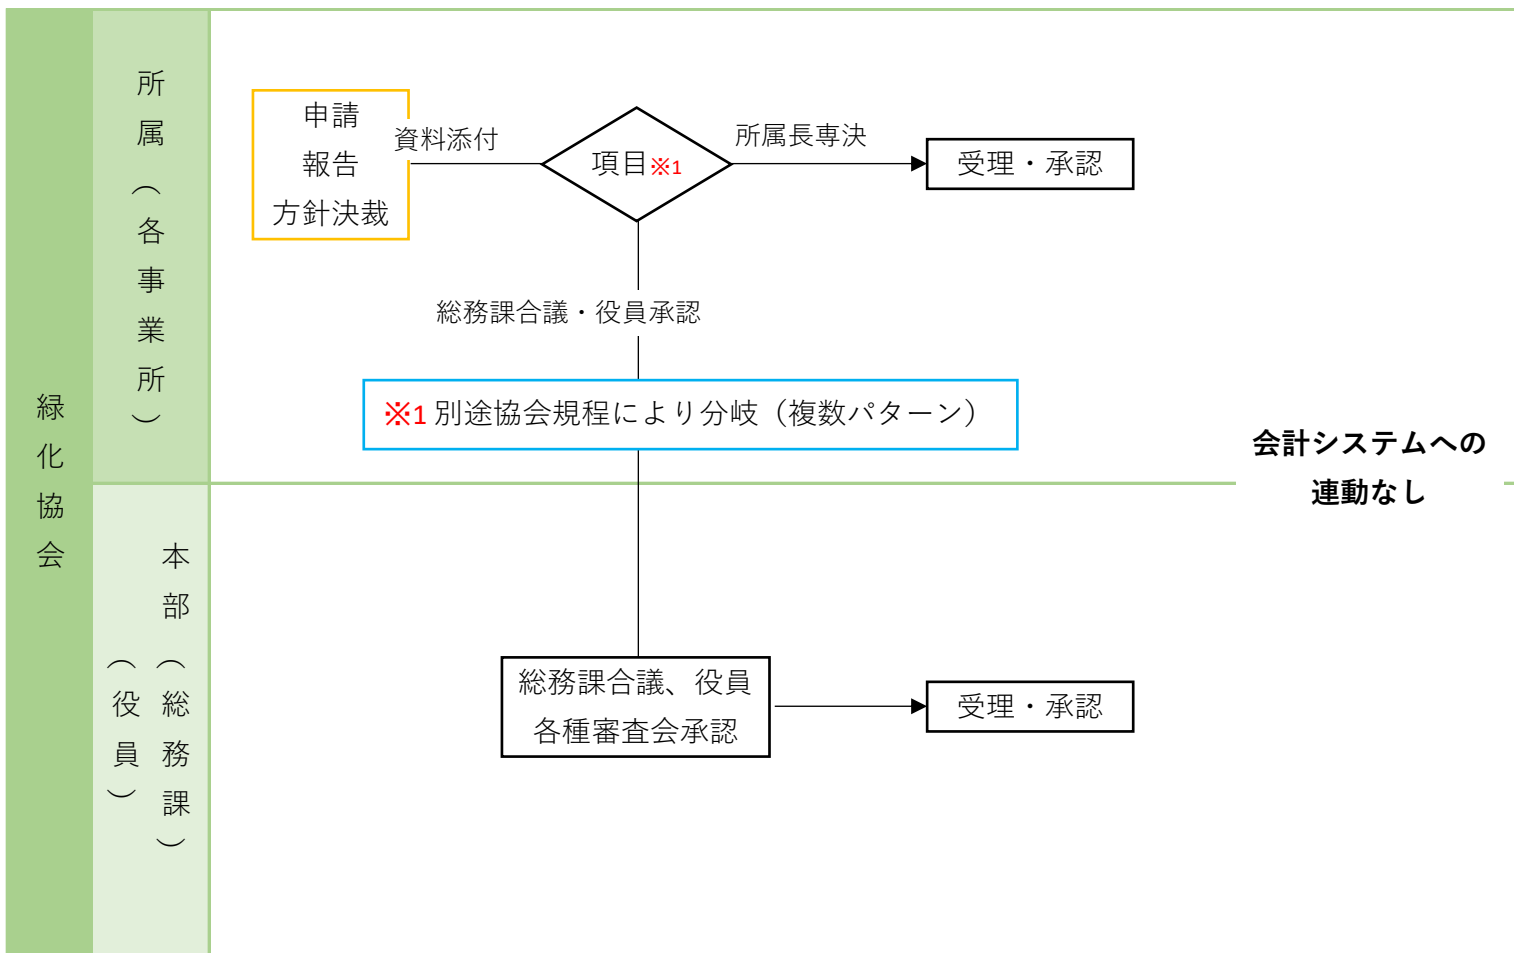 緑化協会
所属（各事業所）
申請
報告
方針決裁
資料添付
項目※1
所属長専決
受理・承認
総務課合議・役員承認
※1 別途協会規程により分岐（複数パターン）
会計システムへの
連動なし
本部（総務課）
（役員）
総務課合議、役員
各種審査会承認
受理・承認